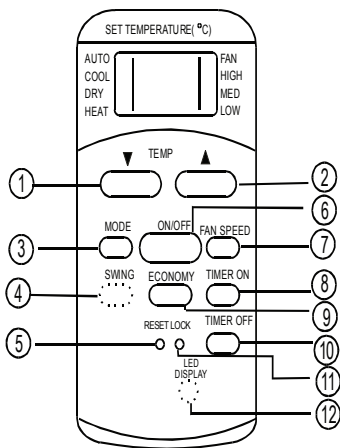 SET TEMPERATURE(°C)
AUTO FAN
COOL HIGH
DRY MED
HEAT LOW
▼ TEMP ▲
1
2
6
MODE ON/OFF FAN SPEED
3
7
SWING ECONOMY TIMER ON
4
8
9
RESET LOCK TIMER OFF
5
10
LED
DISPLAY
11
12